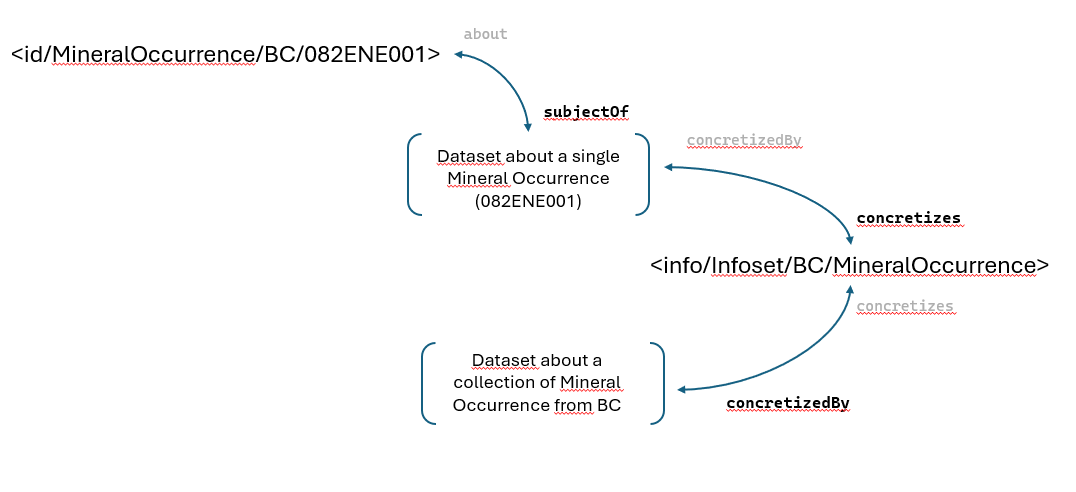 about
<id/MineralOccurrence/BC/082ENE001>
subjectOf
Dataset about a single
Mineral Occurrence
(082ENE001)
concretizedBy
concretizes
<info/Infoset/BC/MineralOccurrence>
concretizes
Dataset about a
collection of Mineral
Occurrence from BC
concretizedBy